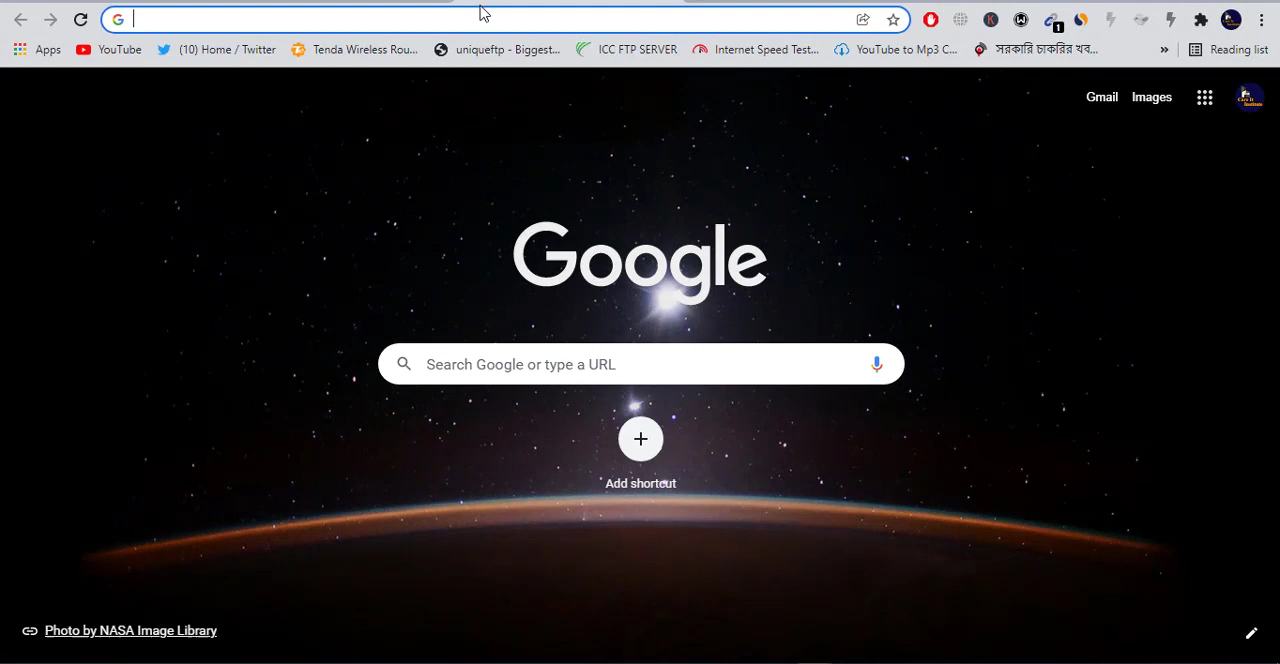 Apps YouTube (10) Home / Twitter Tenda Wireless Rou... uniqueftp - Biggest... ICC FTP SERVER Internet Speed Test... YouTube to Mp3 C... সরকারি চাকরির খব... » Reading list
Gmail Images
Google
Search Google or type a URL
Add shortcut
Photo by NASA Image Library